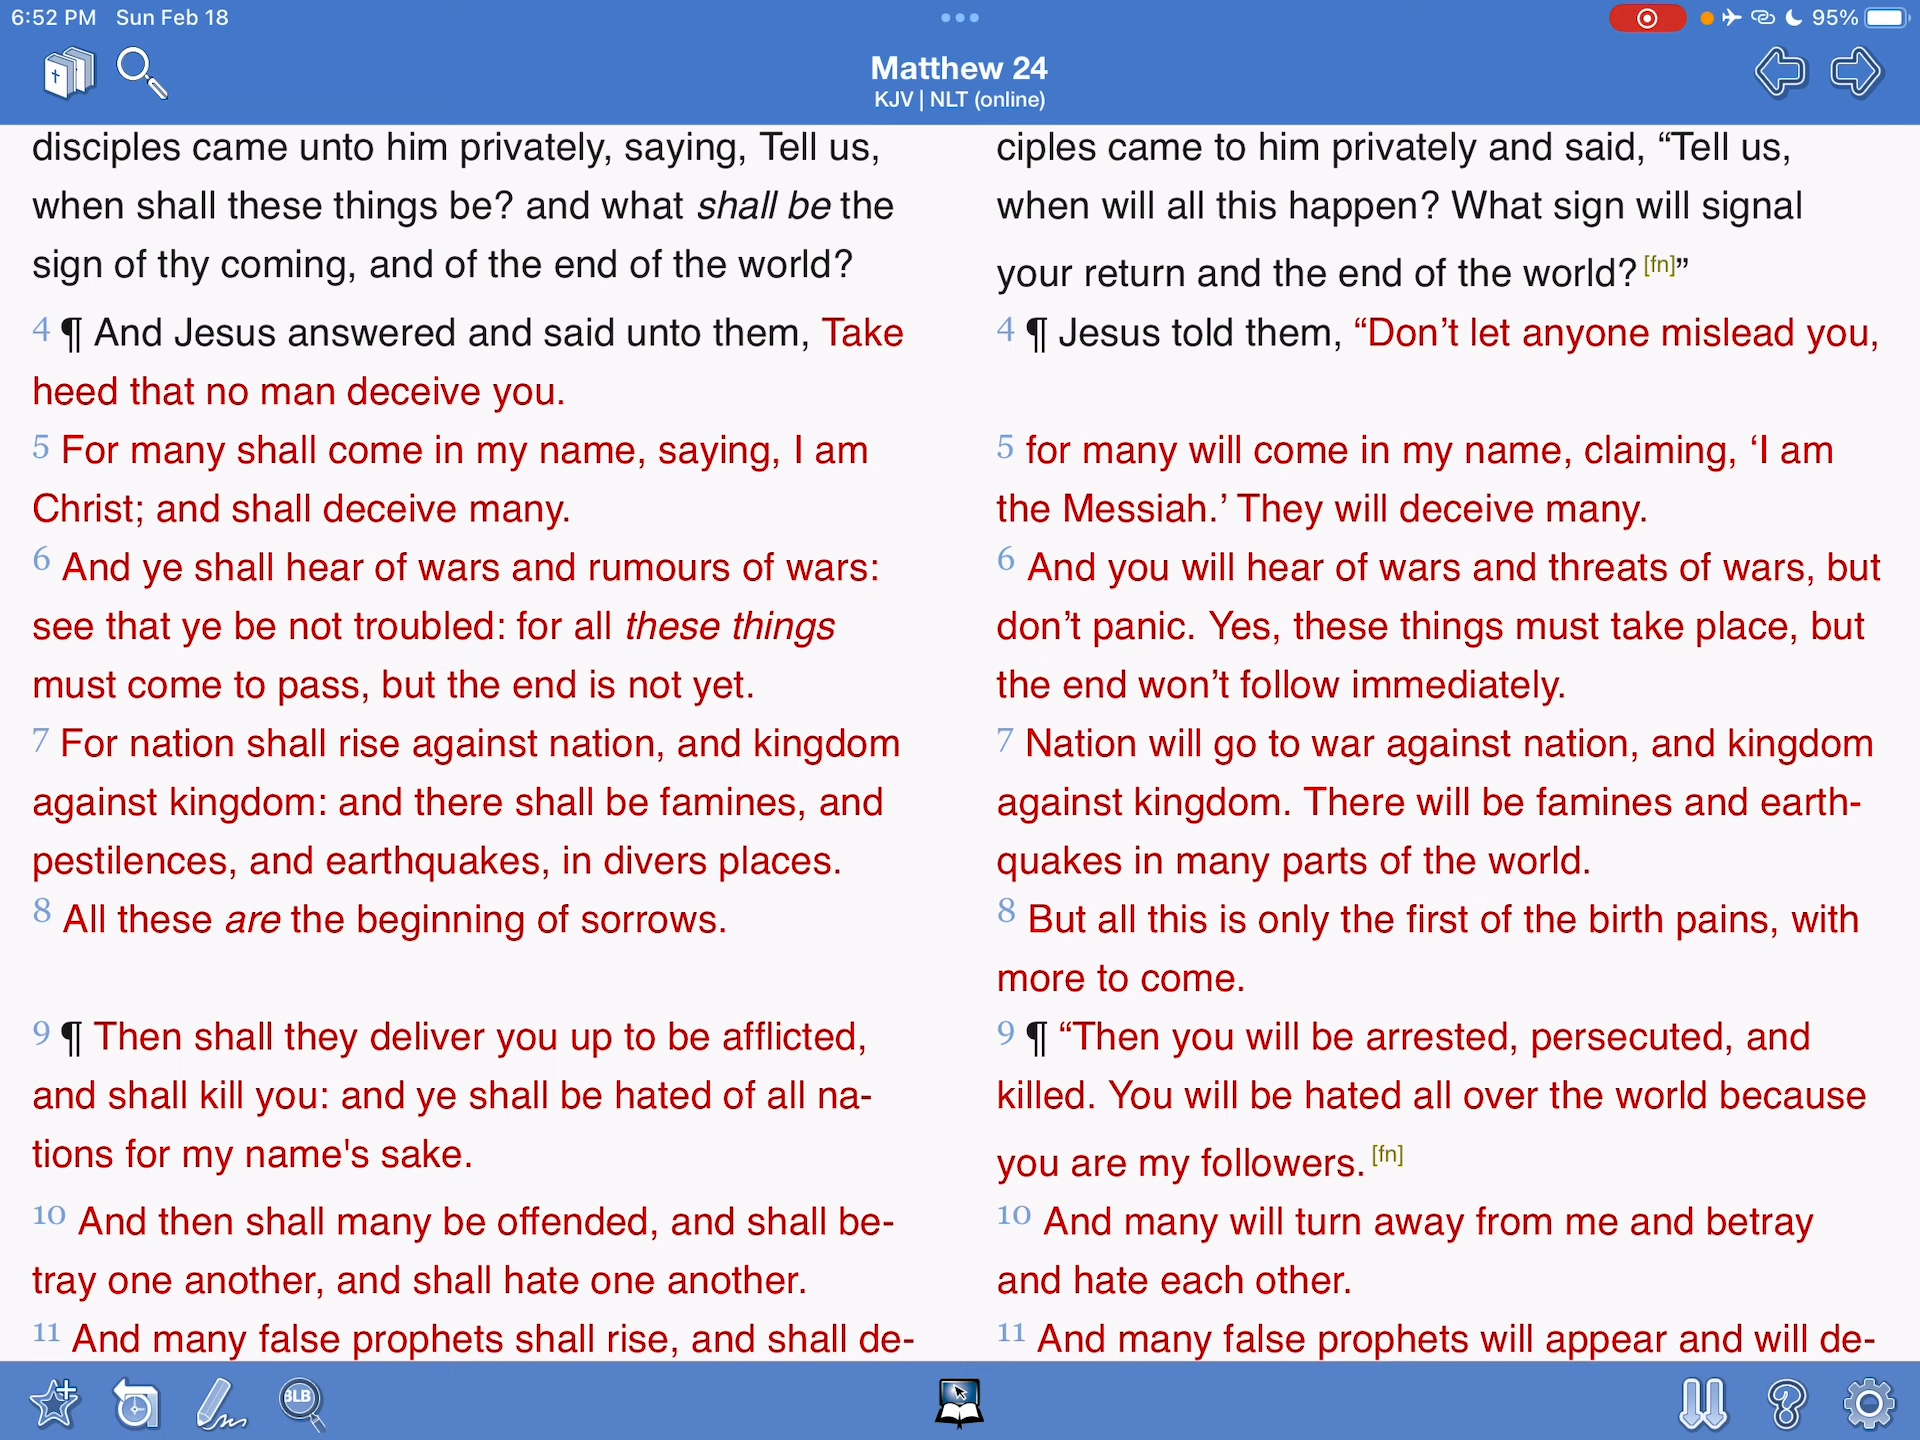 6:52 PM Sun Feb 18
95%
Matthew 24
KJV | NLT (online)
disciples came unto him privately, saying, Tell us,
when shall these things be? and what shall be the
sign of thy coming, and of the end of the world?
4 ¶ And Jesus answered and said unto them, Take
heed that no man deceive you.
5 For many shall come in my name, saying, I am
Christ; and shall deceive many.
6 And ye shall hear of wars and rumours of wars:
see that ye be not troubled: for all these things
must come to pass, but the end is not yet.
7 For nation shall rise against nation, and kingdom
against kingdom: and there shall be famines, and
pestilences, and earthquakes, in divers places.
8 All these are the beginning of sorrows.
9 ¶ Then shall they deliver you up to be afflicted,
and shall kill you: and ye shall be hated of all na-
tions for my name's sake.
10 And then shall many be offended, and shall be-
tray one another, and shall hate one another.
11 And many false prophets shall rise, and shall de-
ciples came to him privately and said, “Tell us,
when will all this happen? What sign will signal
your return and the end of the world? [fn]”
4 ¶ Jesus told them, “Don’t let anyone mislead you,
5 for many will come in my name, claiming, ‘I am
the Messiah.’ They will deceive many.
6 And you will hear of wars and threats of wars, but
don’t panic. Yes, these things must take place, but
the end won’t follow immediately.
7 Nation will go to war against nation, and kingdom
against kingdom. There will be famines and earth-
quakes in many parts of the world.
8 But all this is only the first of the birth pains, with
more to come.
9 ¶ “Then you will be arrested, persecuted, and
killed. You will be hated all over the world because
you are my followers. [fn]
10 And many will turn away from me and betray
and hate each other.
11 And many false prophets will appear and will de-
BLB